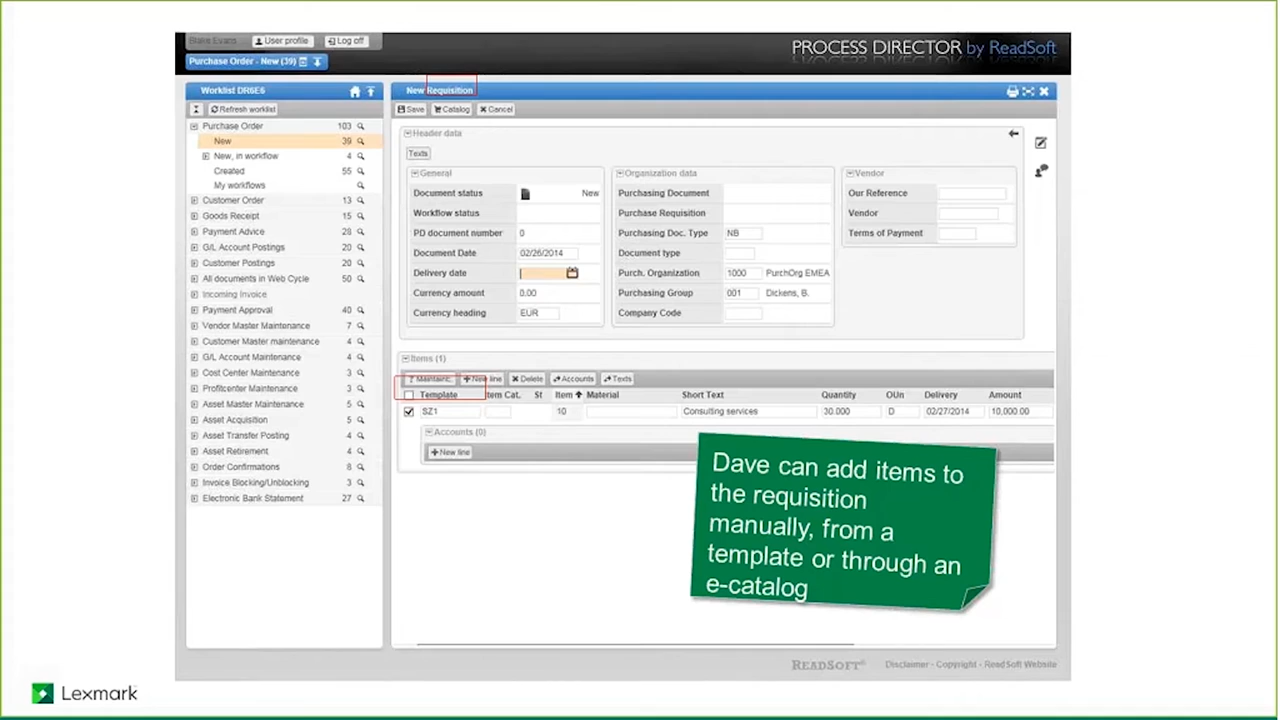 Blake Evans User profile Log off
PROCESS DIRECTOR by ReadSoft
Purchase Order - New (39)
Worklist DR6E6
Refresh worklist
Purchase Order 103
New 39
New, in workflow 4
Created 55
My workflows
Customer Order 13
Goods Receipt 15
Payment Advice 28
G/L Account Postings 20
Customer Postings 20
All documents in Web Cycle 50
Incoming Invoice
Payment Approval 40
Vendor Master Maintenance 7
Customer Master maintenance 4
G/L Account Maintenance 4
Cost Center Maintenance 3
Profitcenter Maintenance 3
Asset Master Maintenance 5
Asset Acquisition 5
Asset Transfer Posting 4
Asset Retirement 4
Order Confirmations 8
Invoice Blocking/Unblocking 3
Electronic Bank Statement 27
New Requisition
Save Catalog Cancel
Header data
Texts
General
Document status New
Workflow status
PD document number 0
Document Date 02/26/2014
Delivery date
Currency amount 0.00
Currency heading EUR
Organization data
Purchasing Document
Purchase Requisition
Purchasing Doc. Type NB
Document type
Purch. Organization 1000 PurchOrg EMEA
Purchasing Group 001 Dickens, B.
Company Code
Vendor
Our Reference
Vendor
Terms of Payment
Items (1)
New line Delete Accounts Texts
Template Item Cat. St Item Material Short Text Quantity OUn Delivery Amount
SZ1 10 Consulting services 30.000 D 02/27/2014 10,000.00
Accounts (0)
New line
Dave can add items to
the requisition
manually, from a
template or through an
e-catalog
READSOFT® Disclaimer - Copyright - ReadSoft Website
Lexmark